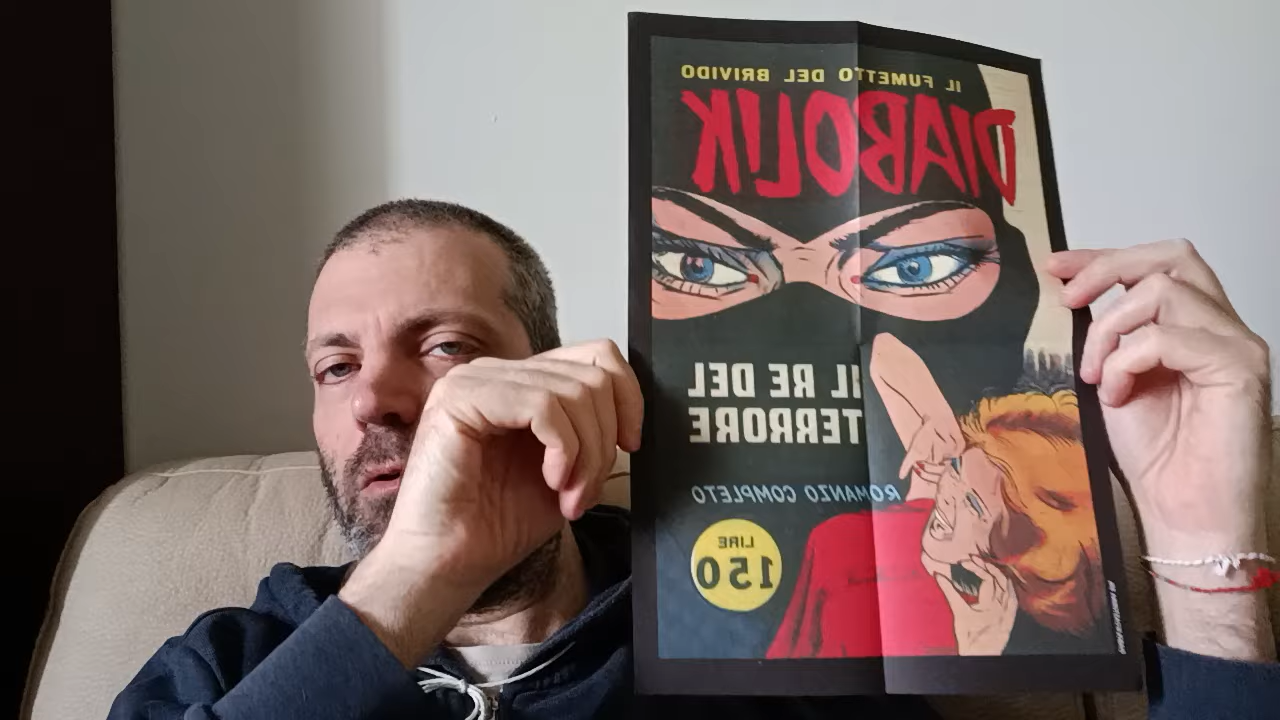 IL FUMETTO DEL BRIVIDO
DIABOLIK
IL RE DEL
TERRORE
ROMANZO COMPLETO
LIRE
150